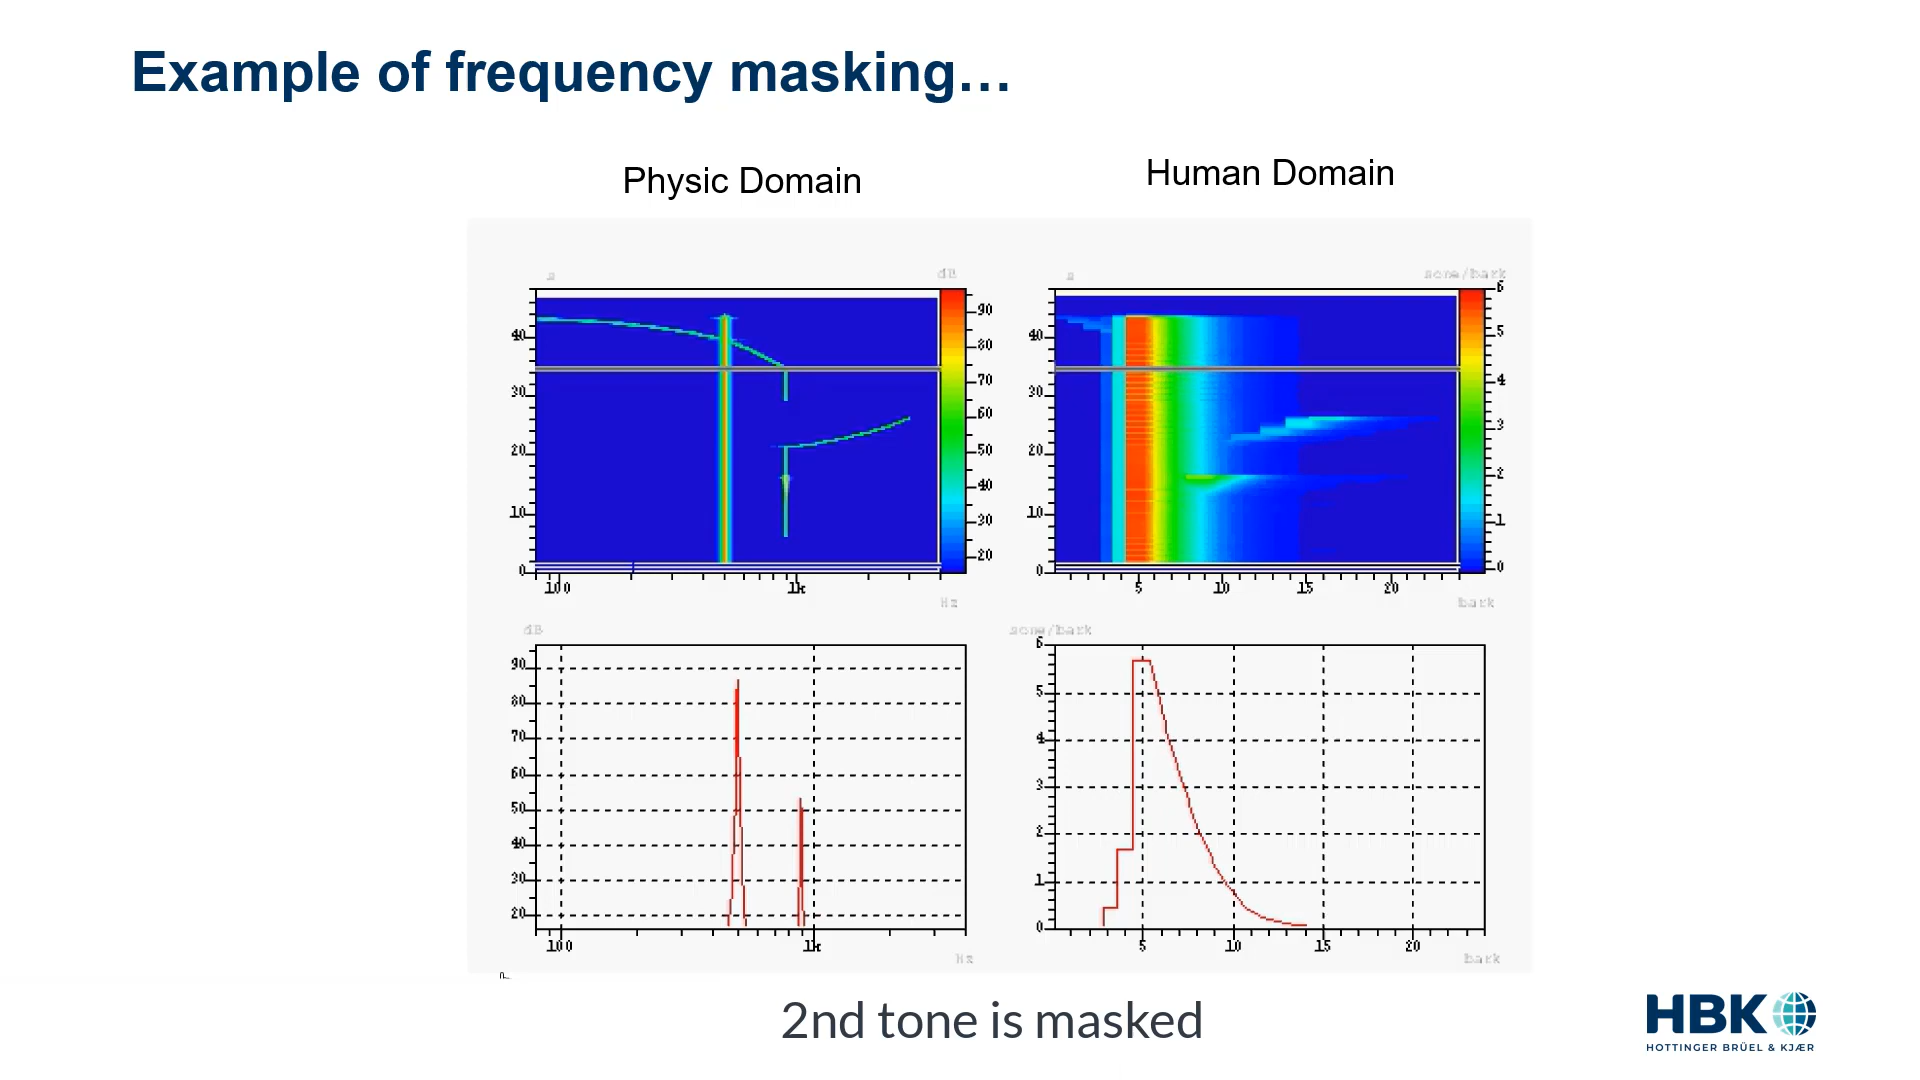 Example of frequency masking…
Physic Domain
Human Domain
s
dB
s
sone/bark
40
30
20
10
0
90
80
70
60
50
40
30
20
100
1k
Hz
40
30
20
10
0
6
5
4
3
2
1
0
5
10
15
20
bark
dB
90
80
70
60
50
40
30
20
100
1k
Hz
sone/bark
6
5
4
3
2
1
0
5
10
15
20
bark
2nd tone is masked
HBK
HOTTINGER BRÜEL & KJÆR